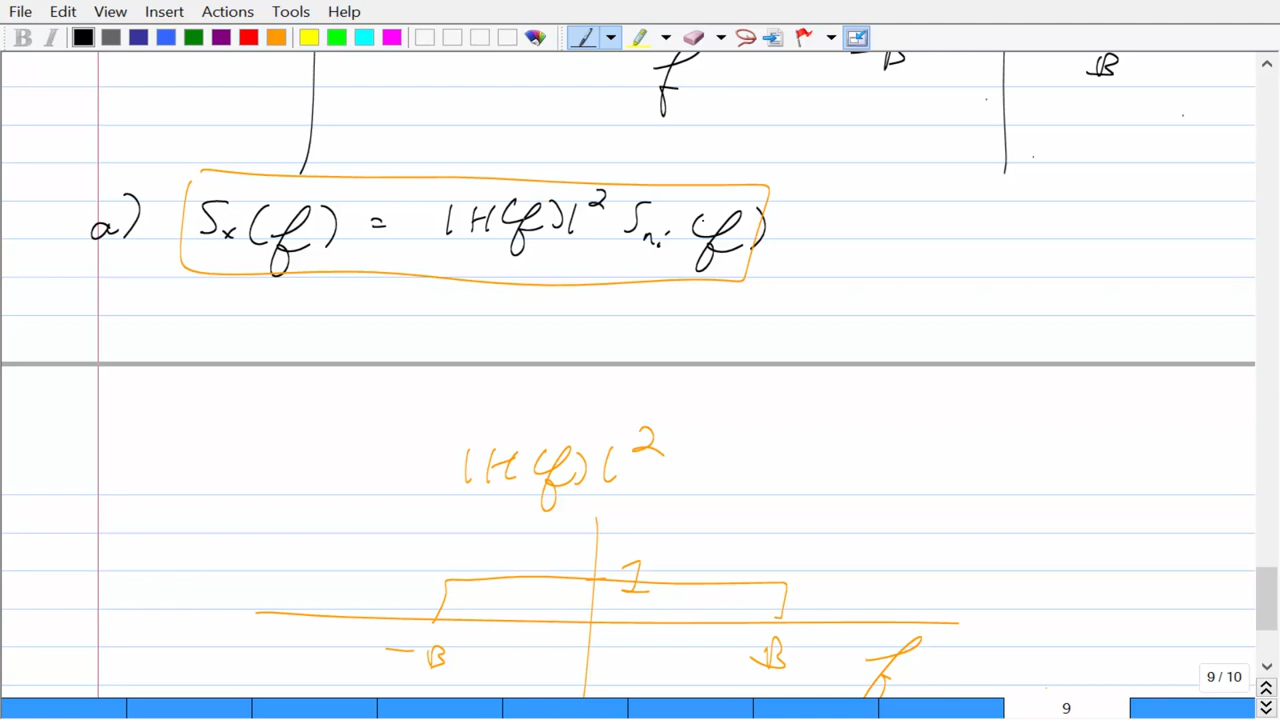 File Edit View Insert Actions Tools Help
B I
f -B B
a) Sx(f) = |H(f)|² Sni(f)
|H(f)|²
1
-B B f
9 / 10
9